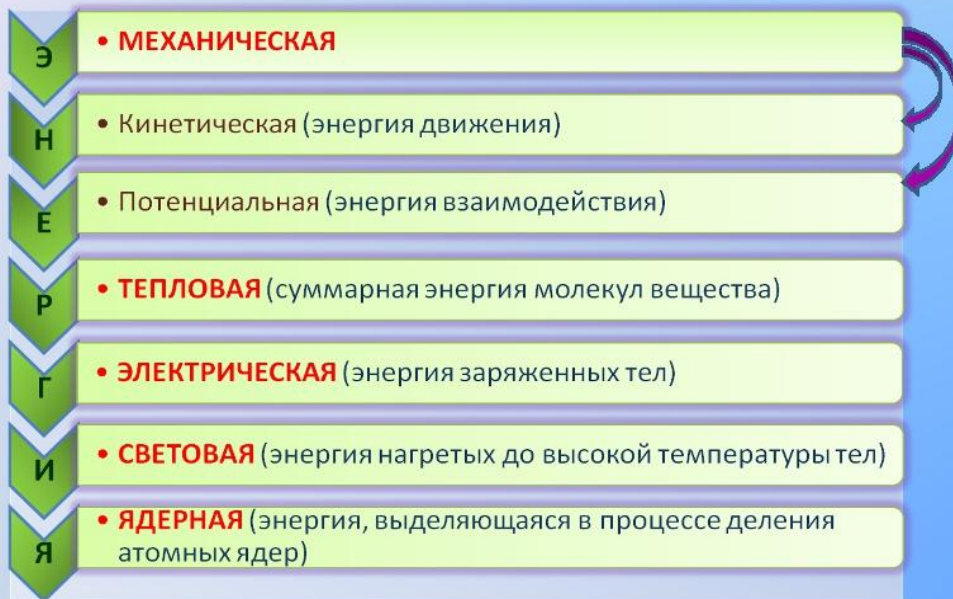 Э
• МЕХАНИЧЕСКАЯ
Н
• Кинетическая (энергия движения)
Е
• Потенциальная (энергия взаимодействия)
Р
• ТЕПЛОВАЯ (суммарная энергия молекул вещества)
Г
• ЭЛЕКТРИЧЕСКАЯ (энергия заряженных тел)
И
• СВЕТОВАЯ (энергия нагретых до высокой температуры тел)
Я
• ЯДЕРНАЯ (энергия, выделяющаяся в процессе деления
атомных ядер)